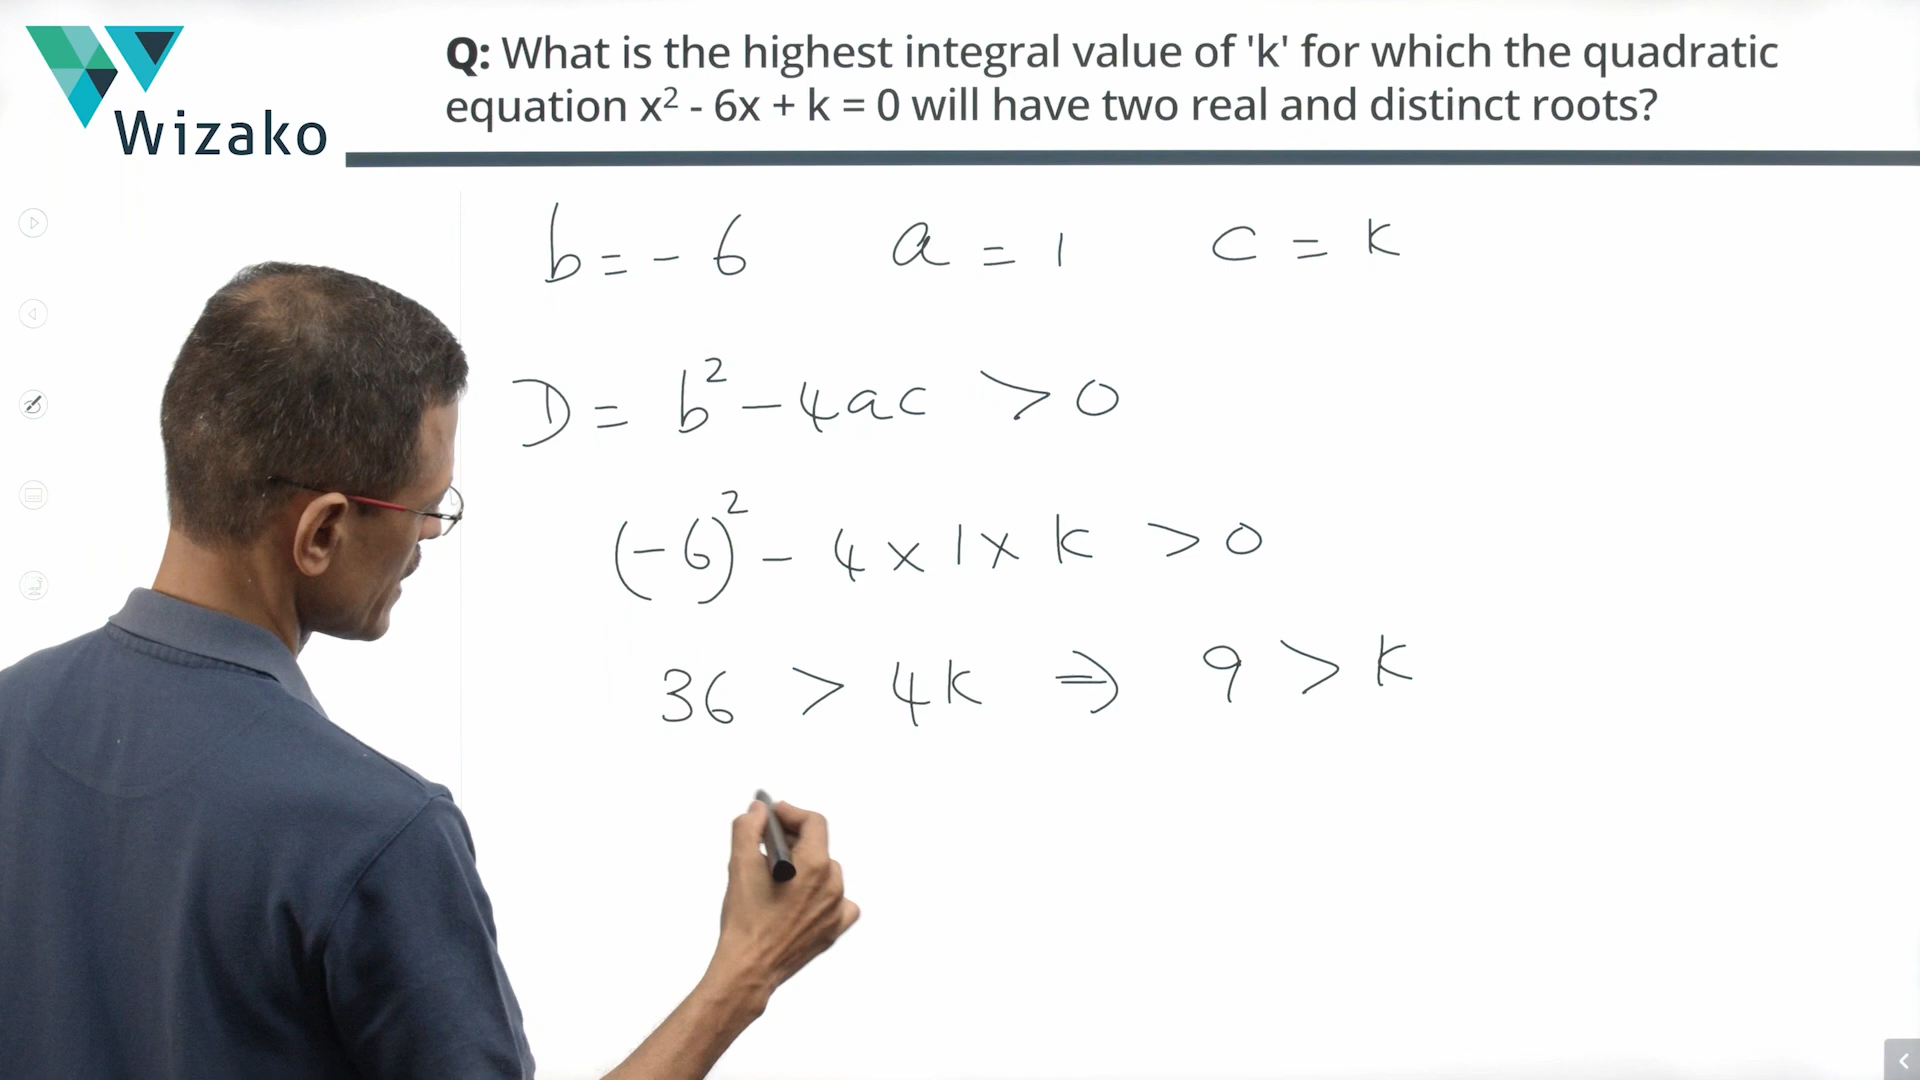 Wizako
Q: What is the highest integral value of 'k' for which the quadratic
equation x² - 6x + k = 0 will have two real and distinct roots?
b = - 6 a = 1 c = k
D = b² - 4ac > 0
(-6)² - 4 x 1 x k > 0
36 > 4k ⇒ 9 > k